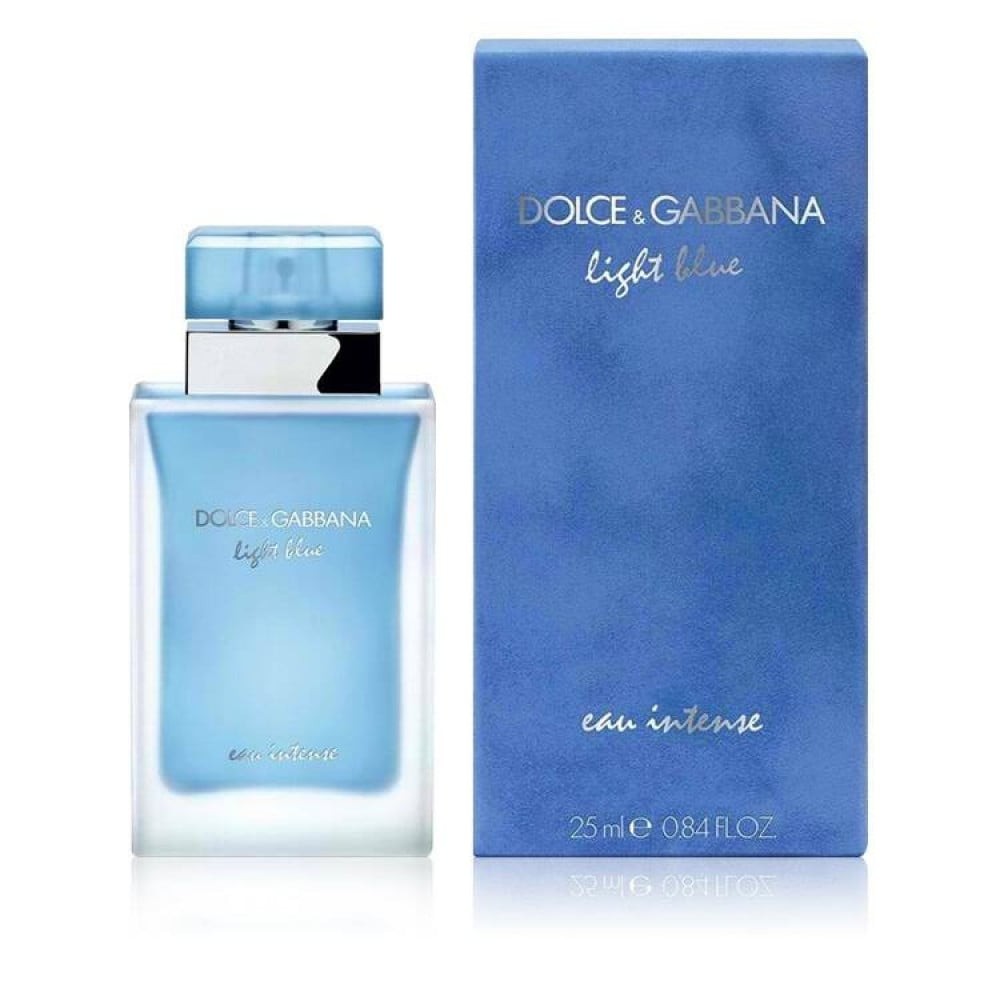 DOLCE & GABBANA
light blue
eau intense
DOLCE & GABBANA
light blue
eau intense
25 ml e 0.84 FL.OZ.